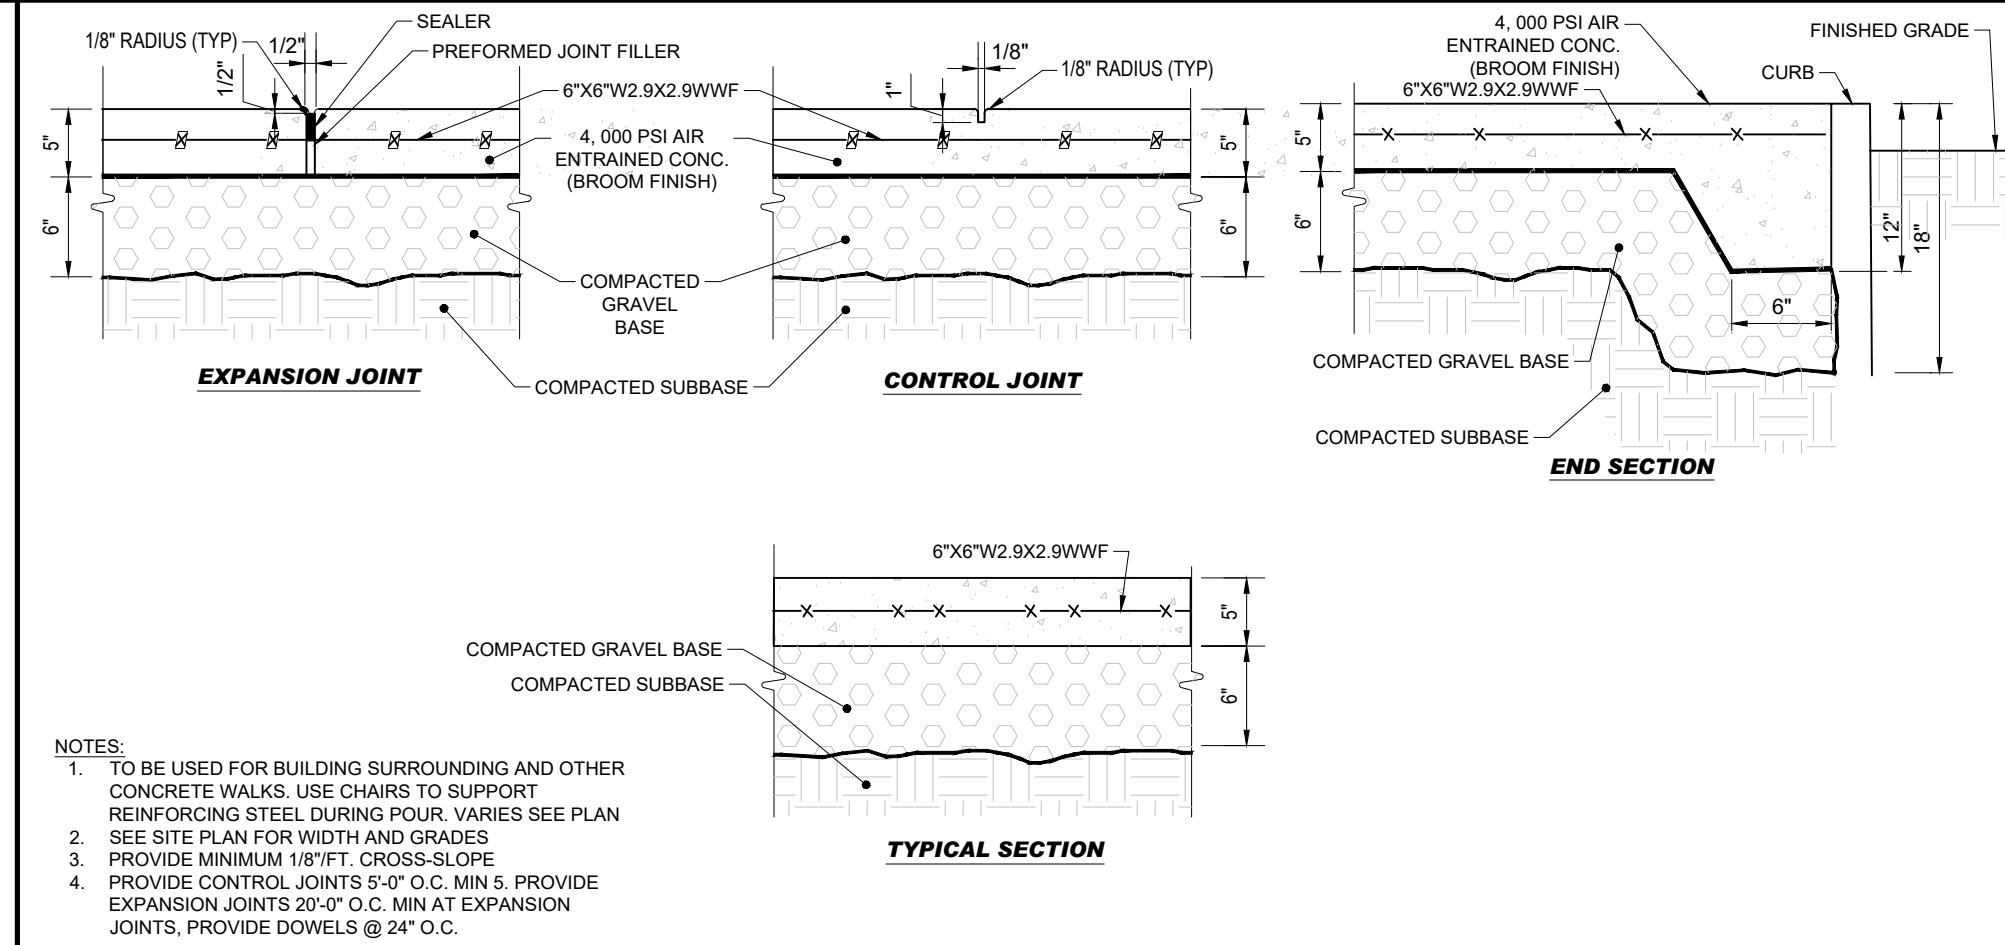 1/8" RADIUS (TYP)
1/2"
1/2"
SEALER
PREFORMED JOINT FILLER
6"X6"W2.9X2.9WWF
4, 000 PSI AIR
ENTRAINED CONC.
(BROOM FINISH)
5"
6"
COMPACTED
GRAVEL
BASE
COMPACTED SUBBASE
EXPANSION JOINT
1"
1/8"
1/8" RADIUS (TYP)
5"
6"
CONTROL JOINT
4, 000 PSI AIR
ENTRAINED CONC.
(BROOM FINISH)
6"X6"W2.9X2.9WWF
FINISHED GRADE
CURB
5"
6"
12"
18"
6"
COMPACTED GRAVEL BASE
COMPACTED SUBBASE
END SECTION
6"X6"W2.9X2.9WWF
5"
6"
COMPACTED GRAVEL BASE
COMPACTED SUBBASE
TYPICAL SECTION
NOTES:
1. TO BE USED FOR BUILDING SURROUNDING AND OTHER
CONCRETE WALKS. USE CHAIRS TO SUPPORT
REINFORCING STEEL DURING POUR. VARIES SEE PLAN
2. SEE SITE PLAN FOR WIDTH AND GRADES
3. PROVIDE MINIMUM 1/8"/FT. CROSS-SLOPE
4. PROVIDE CONTROL JOINTS 5'-0" O.C. MIN 5. PROVIDE
EXPANSION JOINTS 20'-0" O.C. MIN AT EXPANSION
JOINTS, PROVIDE DOWELS @ 24" O.C.